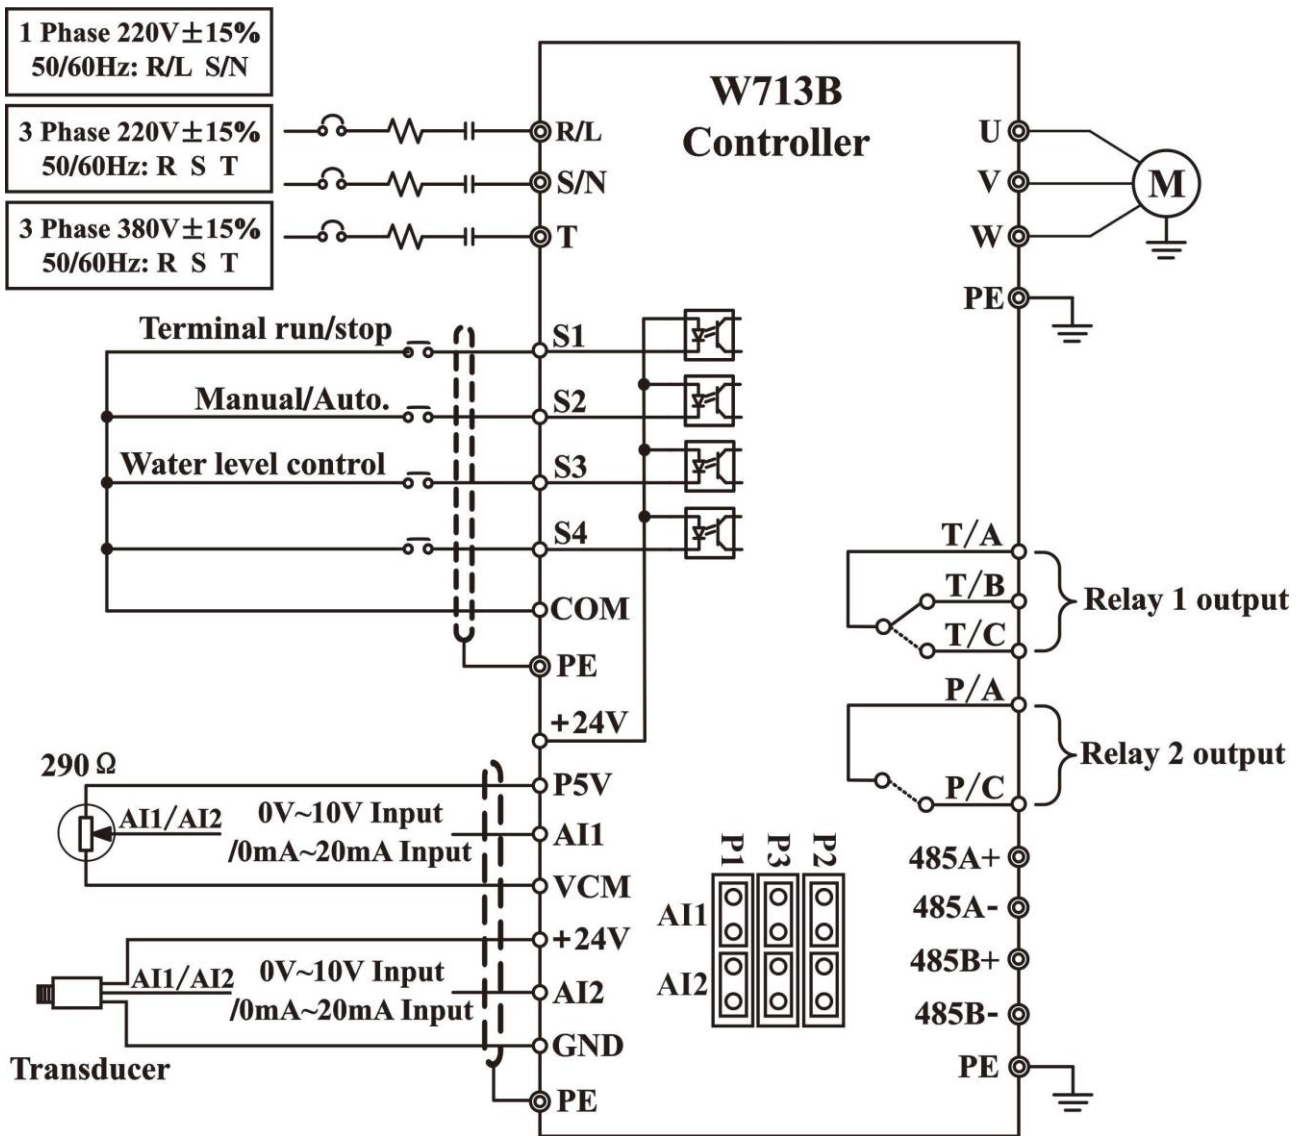 1 Phase 220V±15%
50/60Hz: R/L S/N
3 Phase 220V±15%
50/60Hz: R S T
3 Phase 380V±15%
50/60Hz: R S T
W713B
Controller
R/L
S/N
T
U
V
W
M
PE
Terminal run/stop
S1
Manual/Auto.
S2
Water level control
S3
S4
COM
PE
+24V
T/A
T/B
T/C
Relay 1 output
P/A
P/C
Relay 2 output
290 Ω
P5V
AI1/AI2
0V~10V Input
/0mA~20mA Input
AI1
VCM
+24V
AI1/AI2
0V~10V Input
/0mA~20mA Input
AI2
GND
Transducer
PE
P1
P3
P2
AI1
AI2
485A+
485A-
485B+
485B-
PE